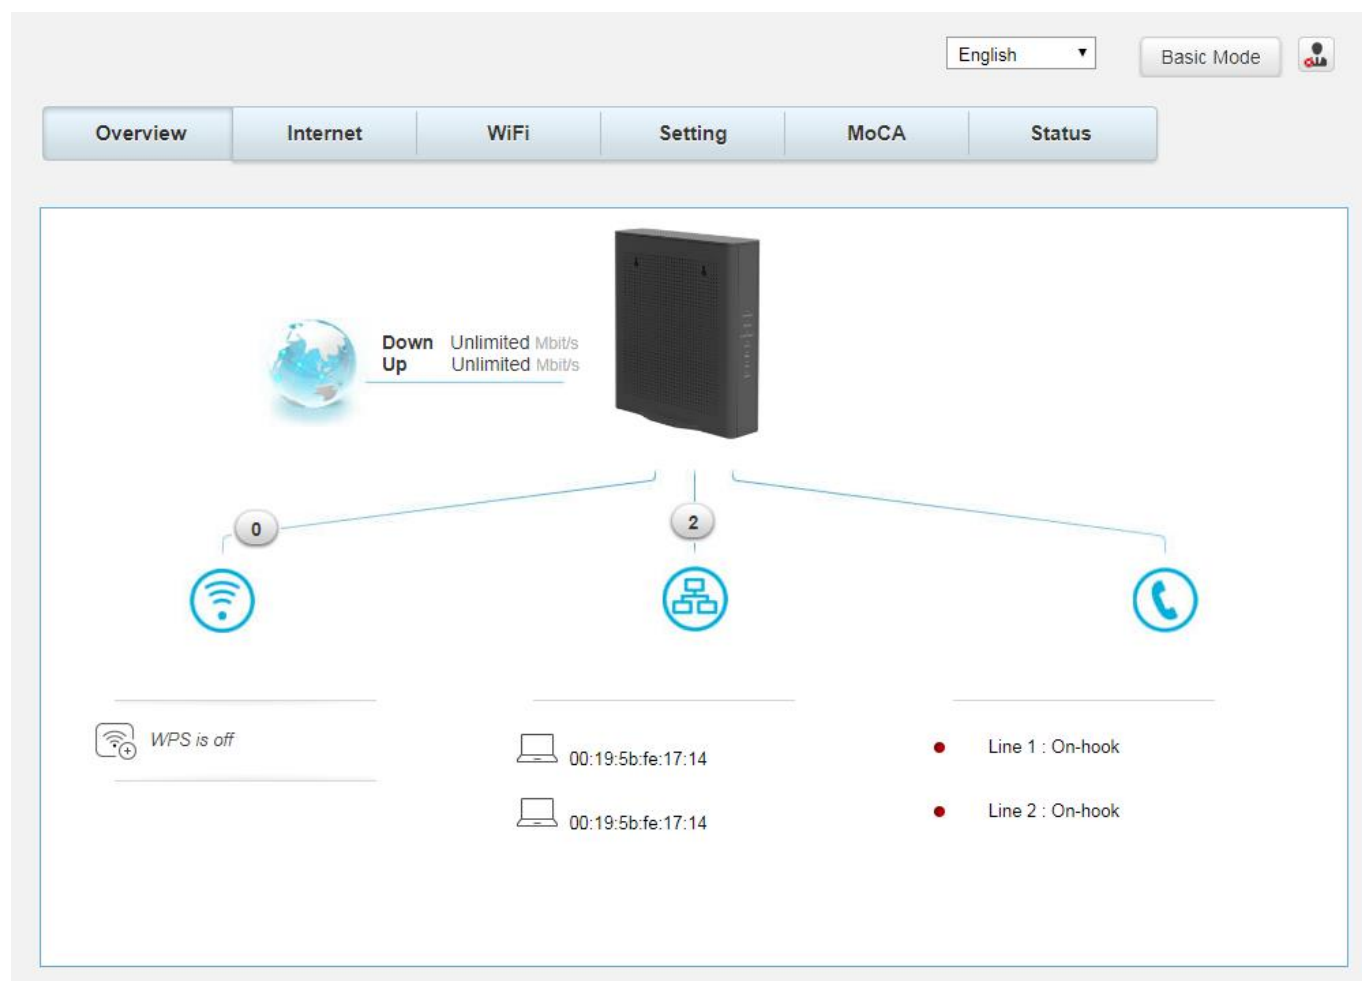 English Basic Mode
Overview Internet WiFi Setting MoCA Status
Down Unlimited Mbit/s
Up Unlimited Mbit/s
0
2
WPS is off
00:19:5b:fe:17:14
00:19:5b:fe:17:14
Line 1 : On-hook
Line 2 : On-hook